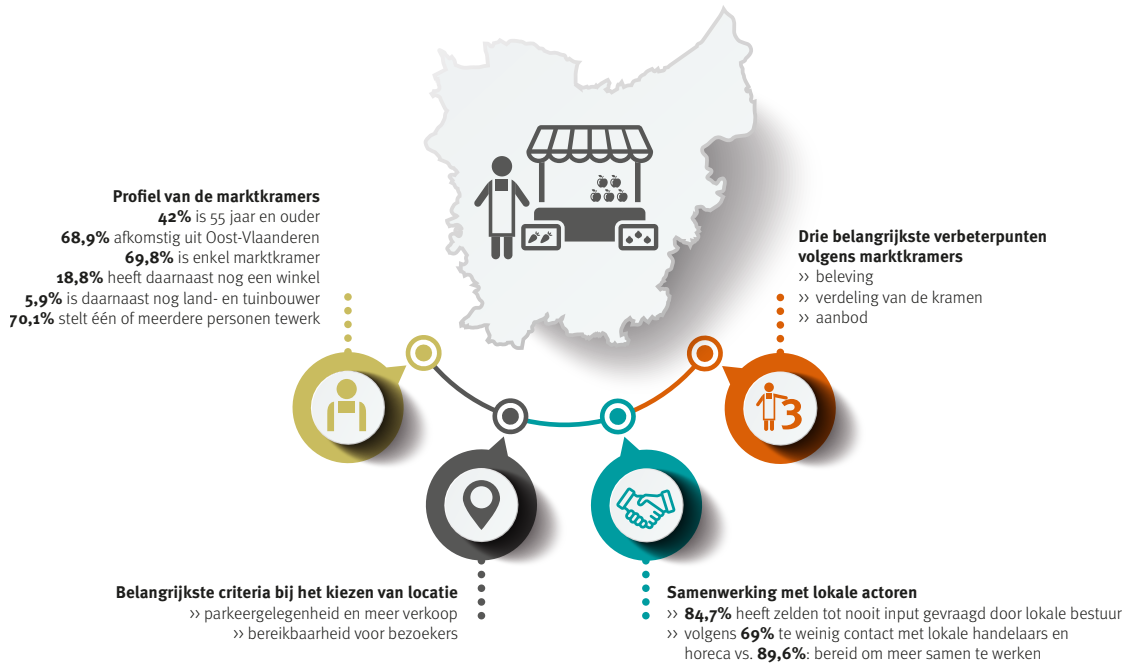 Profiel van de marktkramers
42% is 55 jaar en ouder
68,9% afkomstig uit Oost-Vlaanderen
69,8% is enkel marktkramer
18,8% heeft daarnaast nog een winkel
5,9% is daarnaast nog land- en tuinbouwer
70,1% stelt één of meerdere personen tewerk
Drie belangrijkste verbeterpunten
volgens marktkramers
›› beleving
›› verdeling van de kramen
›› aanbod
3
Belangrijkste criteria bij het kiezen van locatie
›› parkeergelegenheid en meer verkoop
›› bereikbaarheid voor bezoekers
Samenwerking met lokale actoren
›› 84,7% heeft zelden tot nooit input gevraagd door lokale bestuur
›› volgens 69% te weinig contact met lokale handelaars en
horeca vs. 89,6%: bereid om meer samen te werken